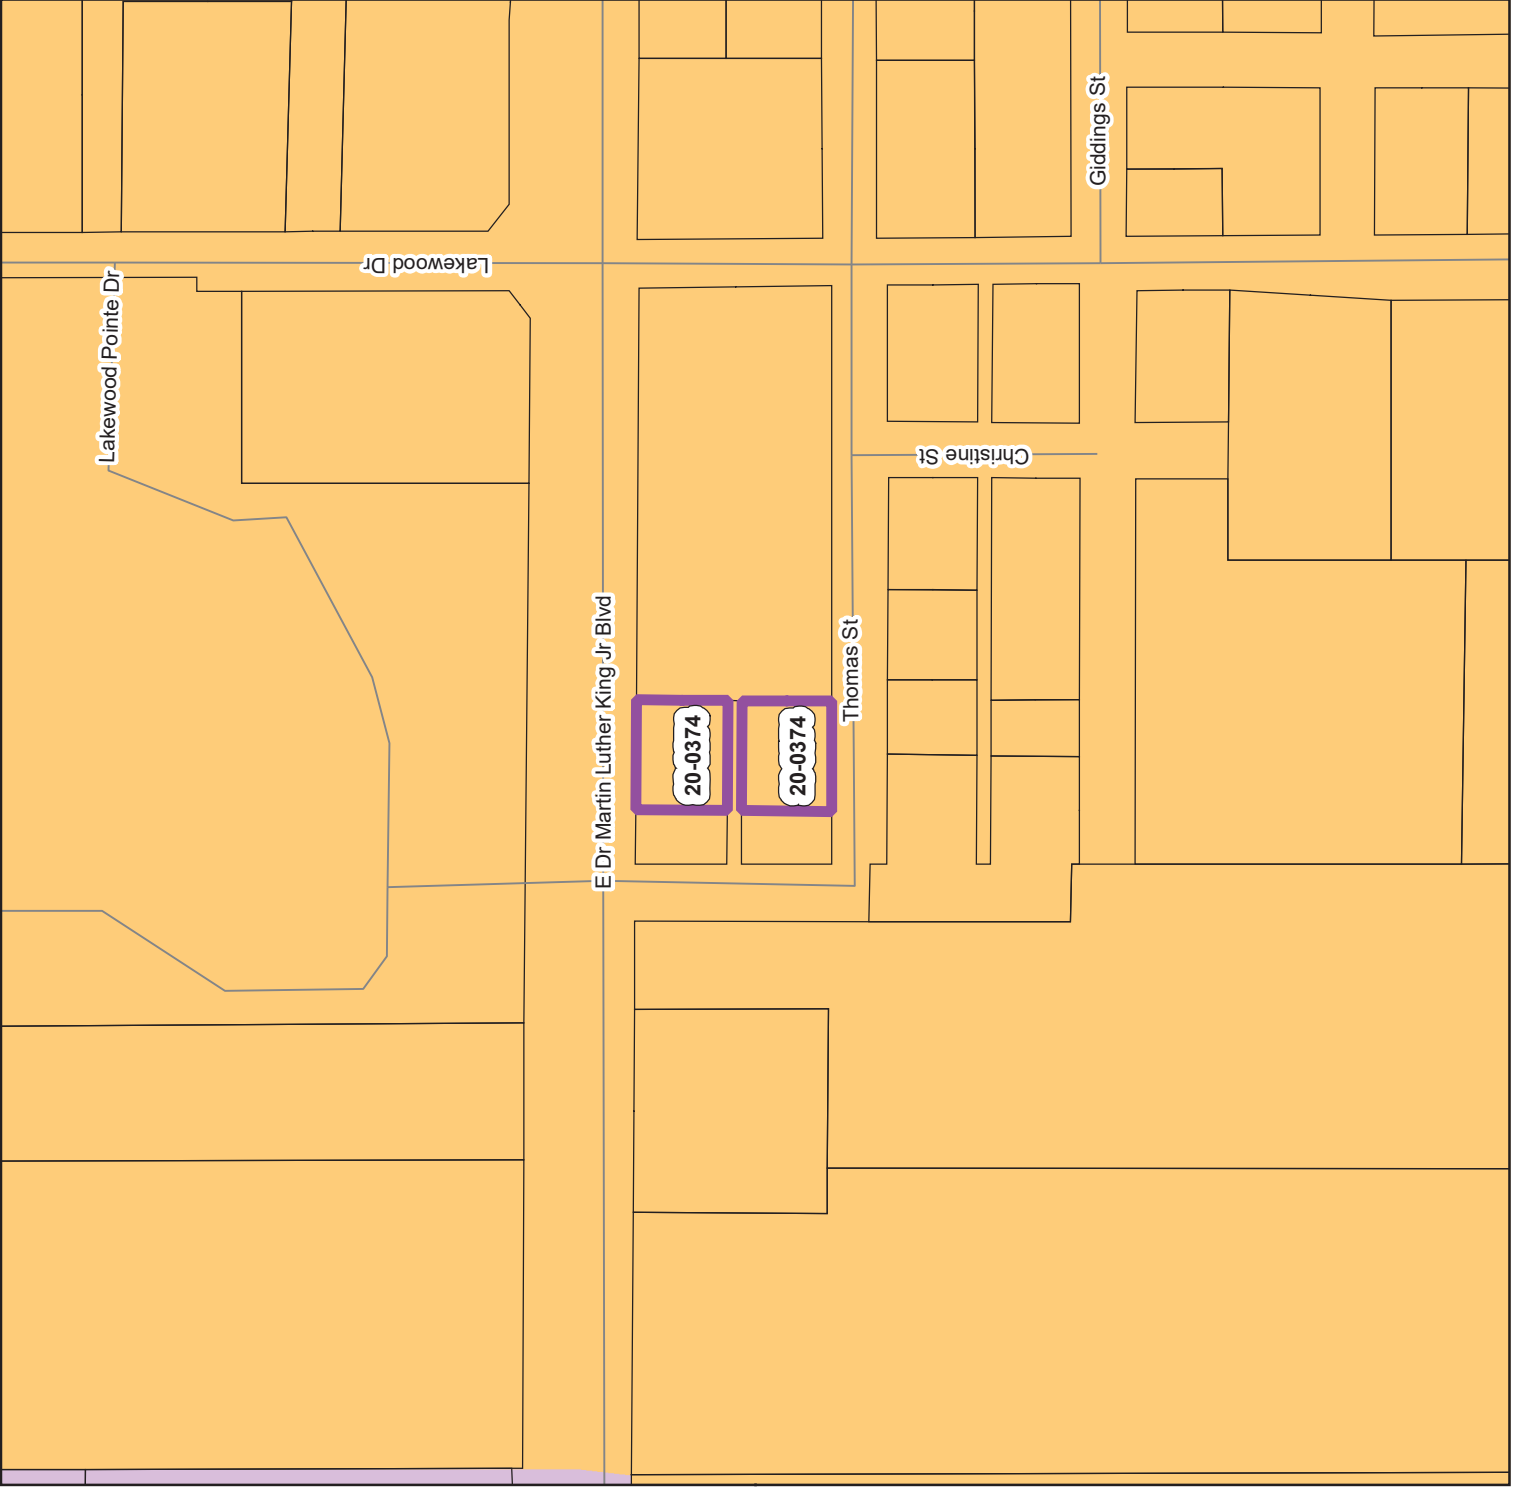 Giddings St
Lakewood Dr
Lakewood Pointe Dr
Christine St
E Dr Martin Luther King Jr Blvd
Thomas St
20-0374
20-0374